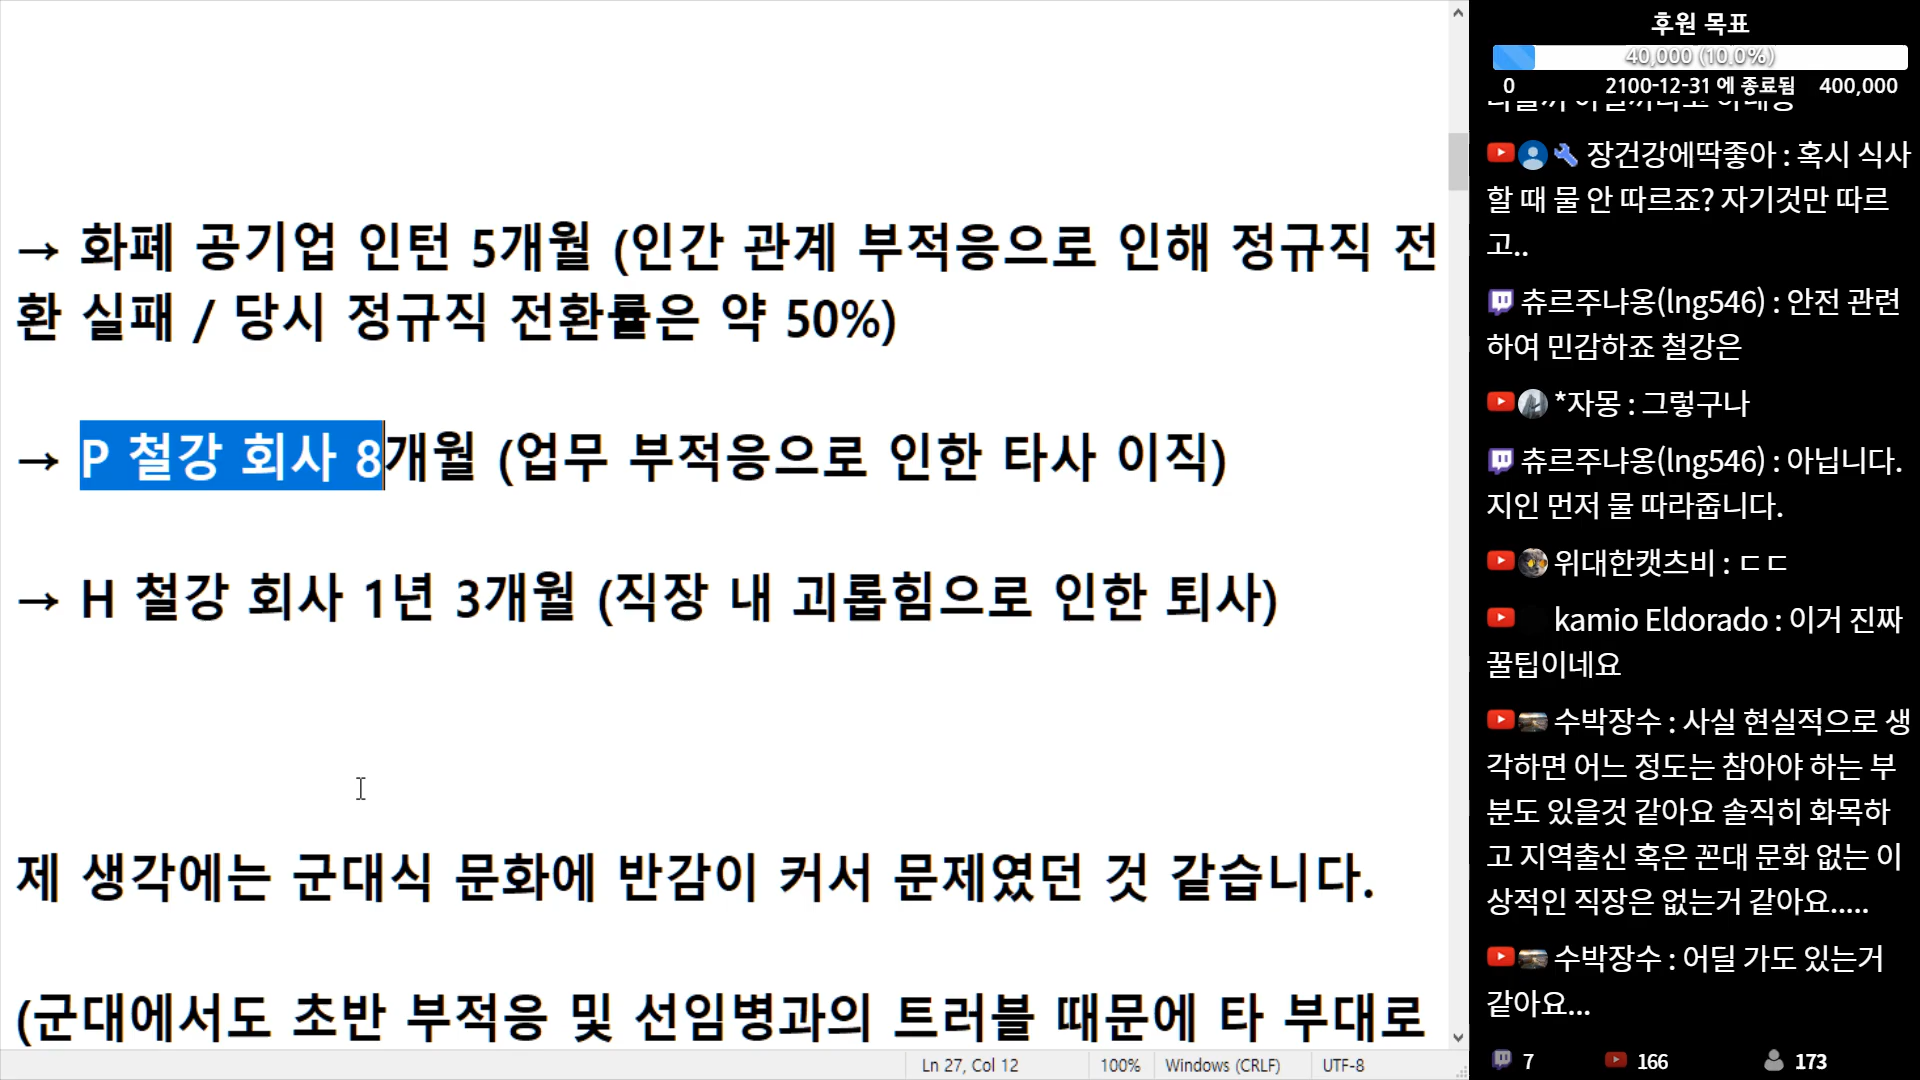 → 화폐 공기업 인턴 5개월 (인간 관계 부적응으로 인해 정규직 전
환 실패 / 당시 정규직 전환률은 약 50%)
→ P 철강 회사 8개월 (업무 부적응으로 인한 타사 이직)
→ H 철강 회사 1년 3개월 (직장 내 괴롭힘으로 인한 퇴사)
제 생각에는 군대식 문화에 반감이 커서 문제였던 것 같습니다.
(군대에서도 초반 부적응 및 선임병과의 트러블 때문에 타 부대로
Ln 27, Col 12
100%
Windows (CRLF)
UTF-8
후원 목표
40,000 (10.0%)
0
2100-12-31 에 종료됨
400,000
장건강에딱좋아 : 혹시 식사
할 때 물 안 따르죠? 자기것만 따르
고..
츄르주냐옹(lng546) : 안전 관련
하여 민감하죠 철강은
*자몽 : 그렇구나
츄르주냐옹(lng546) : 아닙니다.
지인 먼저 물 따라줍니다.
위대한캣츠비 : ㄷㄷ
kamio Eldorado : 이거 진짜
꿀팁이네요
수박장수 : 사실 현실적으로 생
각하면 어느 정도는 참아야 하는 부
분도 있을것 같아요 솔직히 화목하
고 지역출신 혹은 꼰대 문화 없는 이
상적인 직장은 없는거 같아요.....
수박장수 : 어딜 가도 있는거
같아요...
7
166
173